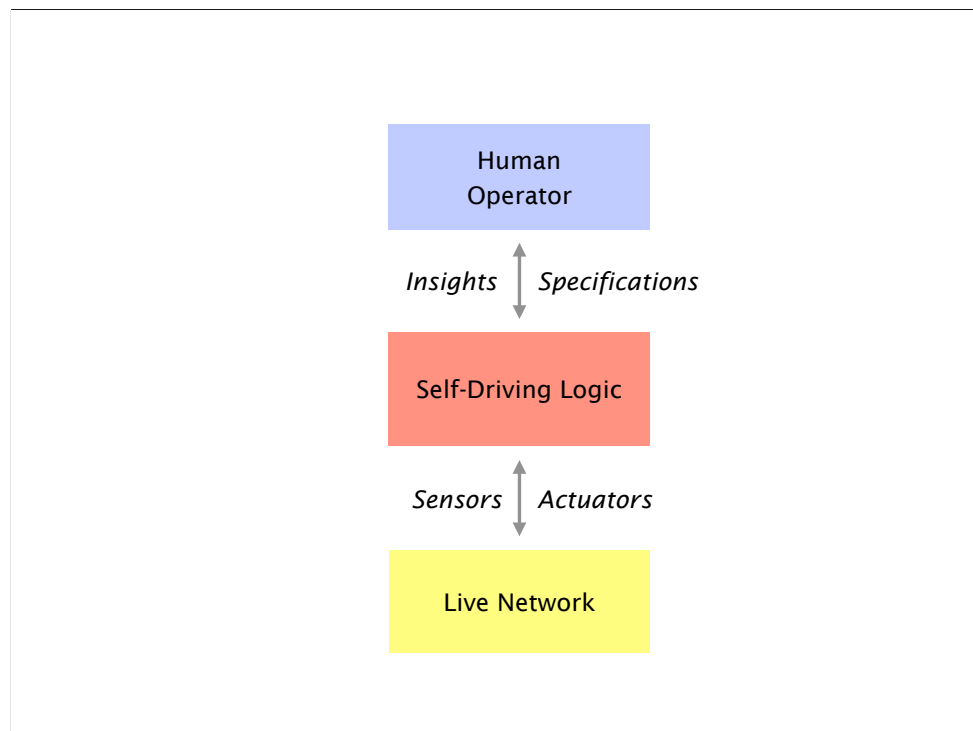 Human
Operator
Insights Specifications
Self-Driving Logic
Sensors Actuators
Live Network